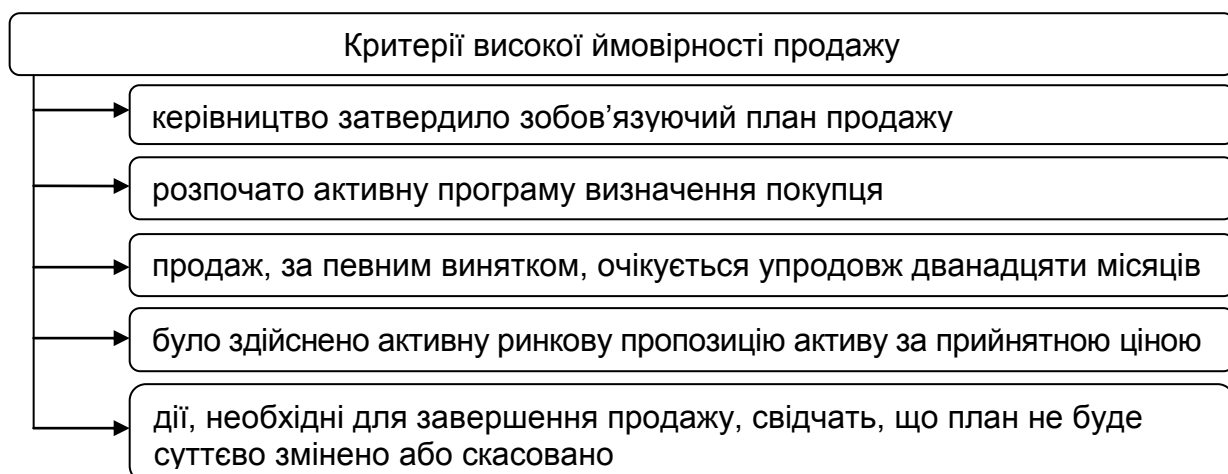 Критерії високої ймовірності продажу
керівництво затвердило зобов’язуючий план продажу
розпочато активну програму визначення покупця
продаж, за певним винятком, очікується упродовж дванадцяти місяців
було здійснено активну ринкову пропозицію активу за прийнятною ціною
дії, необхідні для завершення продажу, свідчать, що план не буде
суттєво змінено або скасовано